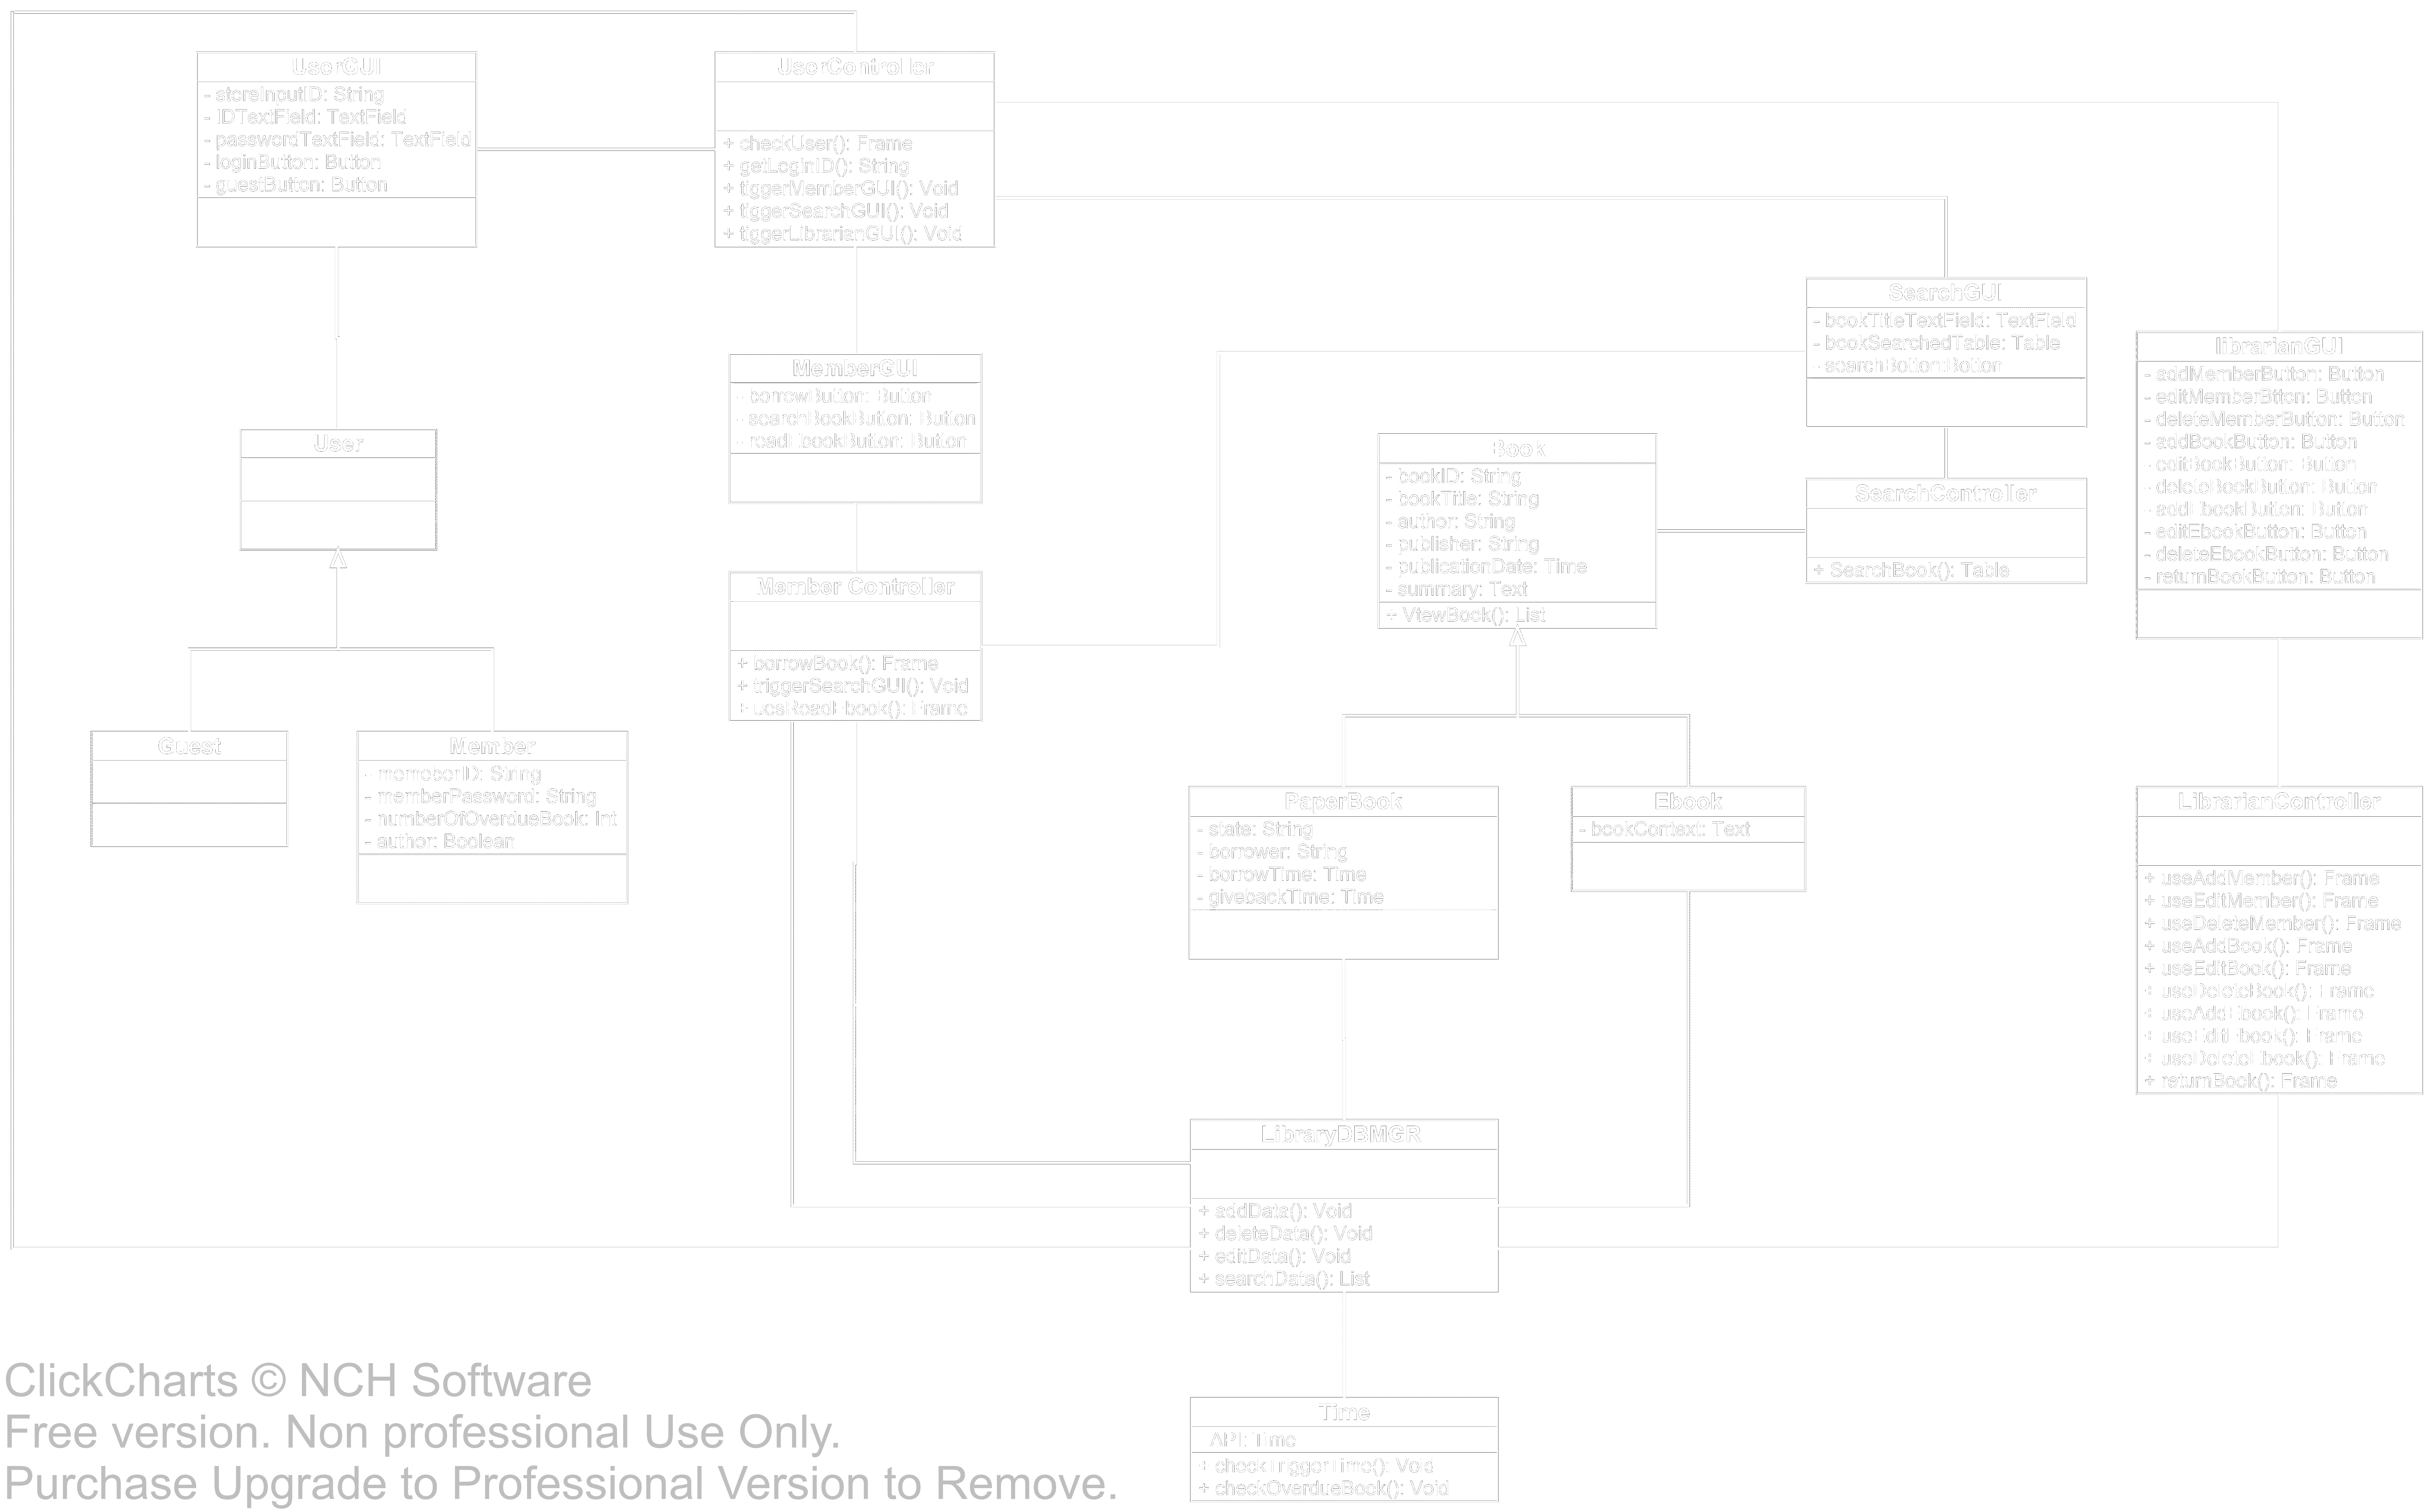 UserGUI
- storeInputID: String
- IDTextField: TextField
- passwordTextField: TextField
- loginButton: Button
- guestButton: Button
UserController
+ checkUser(): Frame
+ getLoginID(): String
+ tiggerMemberGUI(): Void
+ tiggerSearchGUI(): Void
+ tiggerLibrarianGUI(): Void
SearchGUI
- bookTitleTextField: TextField
- bookSearchedTable: Table
- searchBotton:Botton
librarianGUI
- addMemberButton: Button
- editMemberBtton: Button
- deleteMemberButton: Button
- addBookButton: Button
- editBookButton: Button
- deleteBookButton: Button
- addEbookButton: Button
- editEbookButton: Button
- deleteEbookButton: Button
- returnBookButton: Button
MemberGUI
- borrowButton: Button
- searchBookButton: Button
- readEbookButton: Button
User
Book
- bookID: String
- bookTitle: String
- author: String
- publisher: String
- publicationDate: Time
- summary: Text
+ VtewBook(): List
SearchController
+ SearchBook(): Table
Member Controller
+ borrowBook(): Frame
+ triggerSearchGUI(): Void
+ uesReadEbook(): Frame
Guest
Member
- memeberID: String
- memberPassword: String
- numberOfOverdueBook: Int
- author: Boolean
PaperBook
- state: String
- borrower: String
- borrowTime: Time
- givebackTime: Time
Ebook
- bookContext: Text
LibrarianController
+ useAddMember(): Frame
+ useEditMember(): Frame
+ useDeleteMember(): Frame
+ useAddBook(): Frame
+ useEditBook(): Frame
+ useDeleteBook(): Frame
+ useAddEbook(): Frame
+ useEditEbook(): Frame
+ useDeleteEbook(): Frame
+ returnBook(): Frame
LibraryDBMGR
+ addData(): Void
+ deleteData(): Void
+ editData(): Void
+ searchData(): List
Time
API: Time
+ checkTriggerTime(): Void
+ checkOverdueBook(): Void
ClickCharts © NCH Software
Free version. Non professional Use Only.
Purchase Upgrade to Professional Version to Remove.